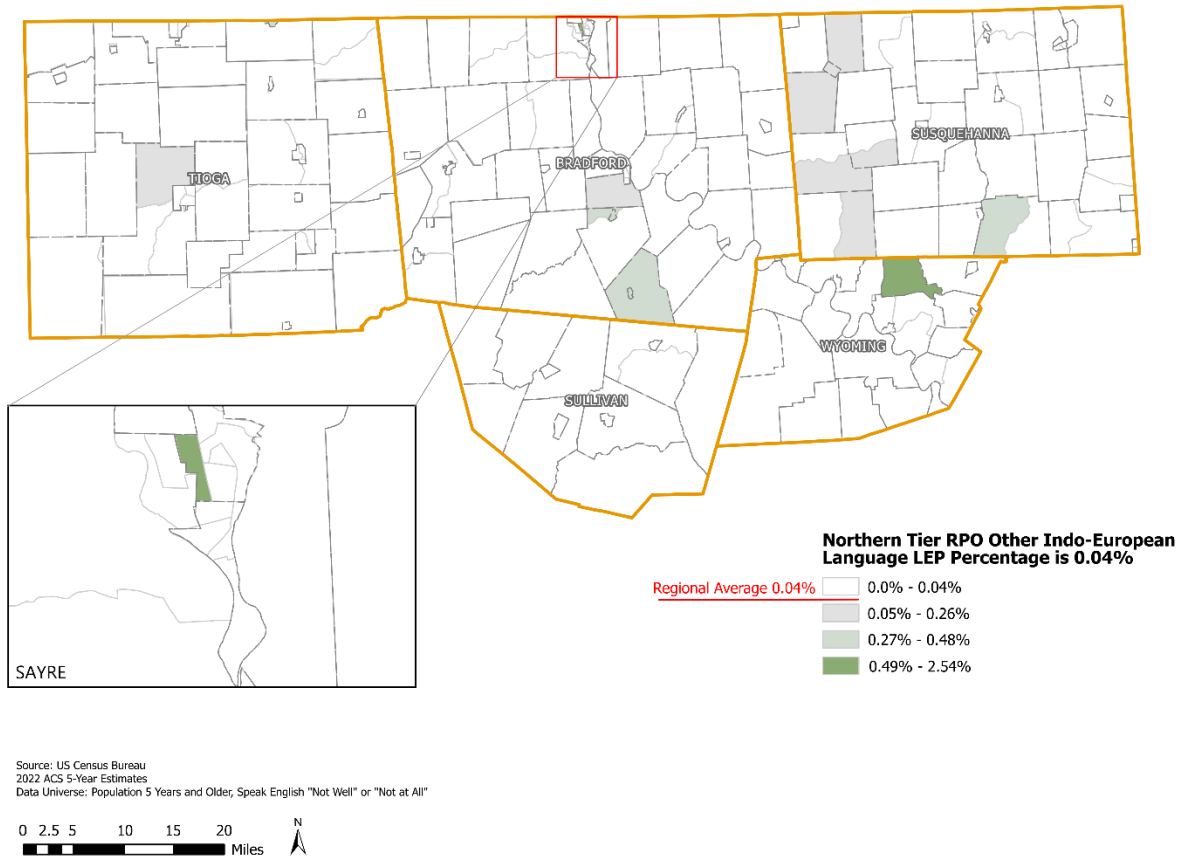 TIOGA
BRADFORD
SUSQUEHANNA
WYOMING
SULLIVAN
SAYRE
Northern Tier RPO Other Indo-European
Language LEP Percentage is 0.04%
Regional Average 0.04%
0.0% - 0.04%
0.05% - 0.26%
0.27% - 0.48%
0.49% - 2.54%
Source: US Census Bureau
2022 ACS 5-Year Estimates
Data Universe: Population 5 Years and Older, Speak English "Not Well" or "Not at All"
0 2.5 5 10 15 20
Miles
N